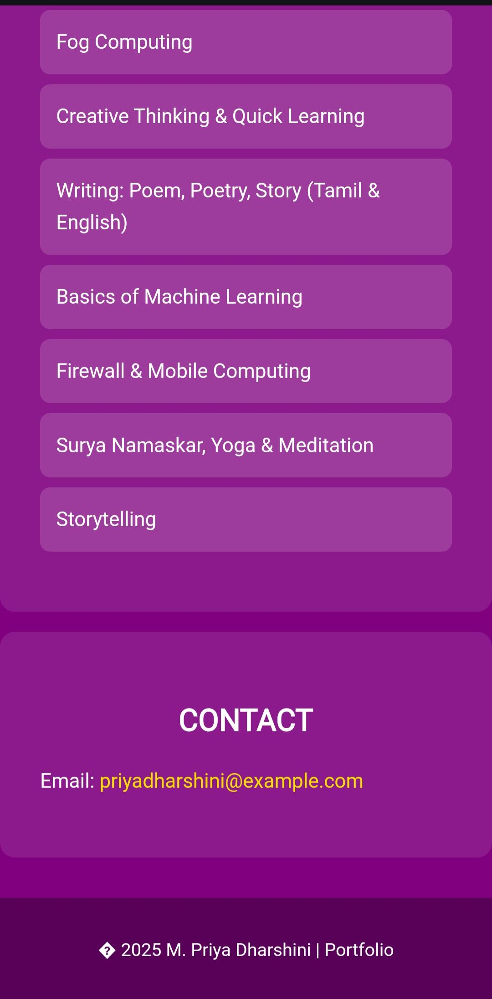 Fog Computing
Creative Thinking & Quick Learning
Writing: Poem, Poetry, Story (Tamil &
English)
Basics of Machine Learning
Firewall & Mobile Computing
Surya Namaskar, Yoga & Meditation
Storytelling
CONTACT
Email: priyadharshini@example.com
� 2025 M. Priya Dharshini | Portfolio